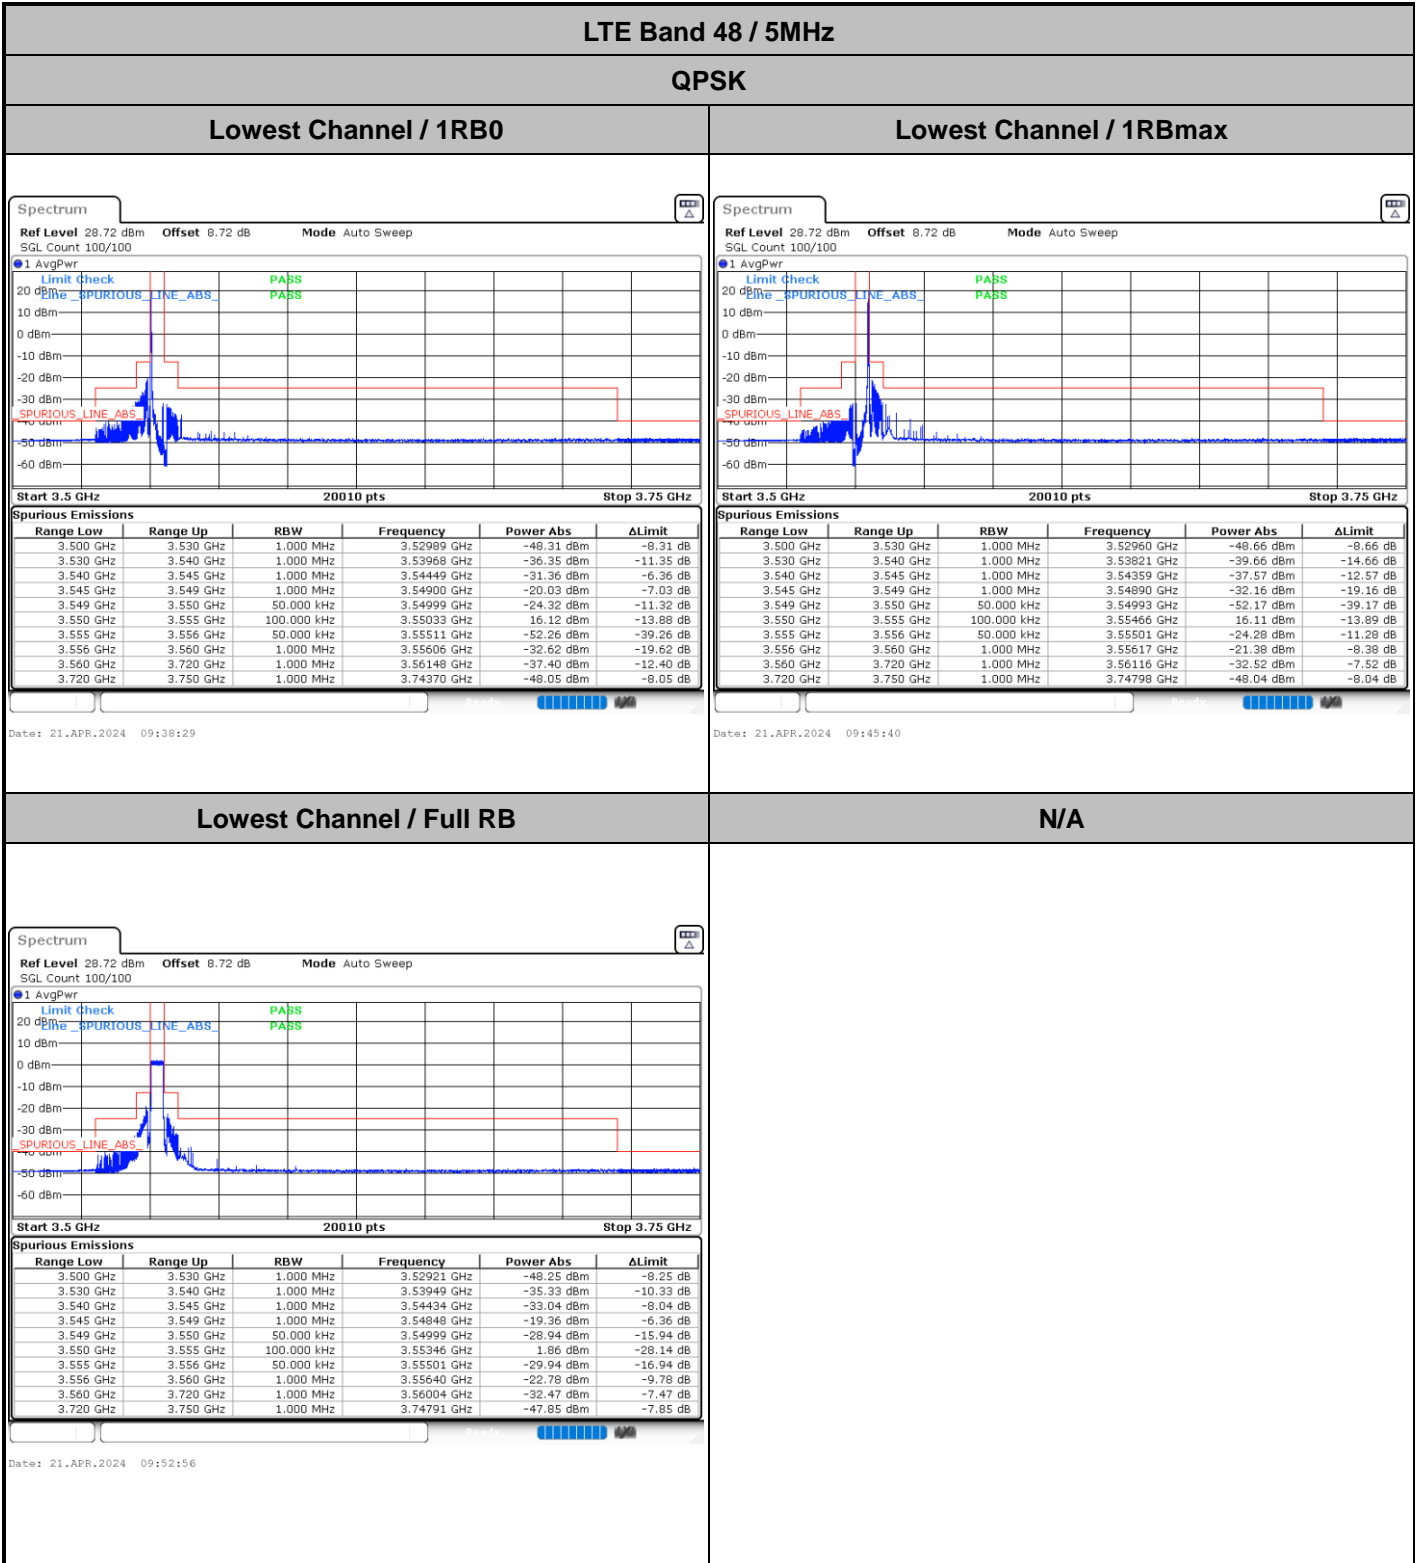 LTE Band 48 / 5MHz
QPSK
Lowest Channel / 1RB0
Lowest Channel / 1RBmax
Spectrum
Ref Level 28.72 dBm Offset 8.72 dB Mode Auto Sweep
SGL Count 100/100
1 AvgPwr
Limit Check PASS
Line _SPURIOUS_LINE_ABS_ PASS
20 dBm
10 dBm
0 dBm
-10 dBm
-20 dBm
-30 dBm
_SPURIOUS_LINE_ABS_
-40 dBm
-50 dBm
-60 dBm
Start 3.5 GHz 20010 pts Stop 3.75 GHz
Spurious Emissions
Range Low Range Up RBW Frequency Power Abs ΔLimit
3.500 GHz 3.530 GHz 1.000 MHz 3.52989 GHz -48.31 dBm -8.31 dB
3.530 GHz 3.540 GHz 1.000 MHz 3.53968 GHz -36.35 dBm -11.35 dB
3.540 GHz 3.545 GHz 1.000 MHz 3.54449 GHz -31.36 dBm -6.36 dB
3.545 GHz 3.549 GHz 1.000 MHz 3.54900 GHz -20.03 dBm -7.03 dB
3.549 GHz 3.550 GHz 50.000 kHz 3.54999 GHz -24.32 dBm -11.32 dB
3.550 GHz 3.555 GHz 100.000 kHz 3.55033 GHz 16.12 dBm -13.88 dB
3.555 GHz 3.556 GHz 50.000 kHz 3.55511 GHz -52.26 dBm -39.26 dB
3.556 GHz 3.560 GHz 1.000 MHz 3.55606 GHz -32.62 dBm -19.62 dB
3.560 GHz 3.720 GHz 1.000 MHz 3.56148 GHz -37.40 dBm -12.40 dB
3.720 GHz 3.750 GHz 1.000 MHz 3.74370 GHz -48.05 dBm -8.05 dB
Ready
Date: 21.APR.2024 09:38:29
Spectrum
Ref Level 28.72 dBm Offset 8.72 dB Mode Auto Sweep
SGL Count 100/100
1 AvgPwr
Limit Check PASS
Line _SPURIOUS_LINE_ABS_ PASS
20 dBm
10 dBm
0 dBm
-10 dBm
-20 dBm
-30 dBm
_SPURIOUS_LINE_ABS_
-40 dBm
-50 dBm
-60 dBm
Start 3.5 GHz 20010 pts Stop 3.75 GHz
Spurious Emissions
Range Low Range Up RBW Frequency Power Abs ΔLimit
3.500 GHz 3.530 GHz 1.000 MHz 3.52960 GHz -48.66 dBm -8.66 dB
3.530 GHz 3.540 GHz 1.000 MHz 3.53821 GHz -39.66 dBm -14.66 dB
3.540 GHz 3.545 GHz 1.000 MHz 3.54359 GHz -37.57 dBm -12.57 dB
3.545 GHz 3.549 GHz 1.000 MHz 3.54890 GHz -32.16 dBm -19.16 dB
3.549 GHz 3.550 GHz 50.000 kHz 3.54993 GHz -52.17 dBm -39.17 dB
3.550 GHz 3.555 GHz 100.000 kHz 3.55466 GHz 16.11 dBm -13.89 dB
3.555 GHz 3.556 GHz 50.000 kHz 3.55501 GHz -24.28 dBm -11.28 dB
3.556 GHz 3.560 GHz 1.000 MHz 3.55617 GHz -21.38 dBm -8.38 dB
3.560 GHz 3.720 GHz 1.000 MHz 3.56116 GHz -32.52 dBm -7.52 dB
3.720 GHz 3.750 GHz 1.000 MHz 3.74798 GHz -48.04 dBm -8.04 dB
Ready
Date: 21.APR.2024 09:45:40
Lowest Channel / Full RB
N/A
Spectrum
Ref Level 28.72 dBm Offset 8.72 dB Mode Auto Sweep
SGL Count 100/100
1 AvgPwr
Limit Check PASS
Line _SPURIOUS_LINE_ABS_ PASS
20 dBm
10 dBm
0 dBm
-10 dBm
-20 dBm
-30 dBm
_SPURIOUS_LINE_ABS_
-40 dBm
-50 dBm
-60 dBm
Start 3.5 GHz 20010 pts Stop 3.75 GHz
Spurious Emissions
Range Low Range Up RBW Frequency Power Abs ΔLimit
3.500 GHz 3.530 GHz 1.000 MHz 3.52921 GHz -48.25 dBm -8.25 dB
3.530 GHz 3.540 GHz 1.000 MHz 3.53949 GHz -35.33 dBm -10.33 dB
3.540 GHz 3.545 GHz 1.000 MHz 3.54434 GHz -33.04 dBm -8.04 dB
3.545 GHz 3.549 GHz 1.000 MHz 3.54848 GHz -19.36 dBm -6.36 dB
3.549 GHz 3.550 GHz 50.000 kHz 3.54999 GHz -28.94 dBm -15.94 dB
3.550 GHz 3.555 GHz 100.000 kHz 3.55346 GHz 1.86 dBm -28.14 dB
3.555 GHz 3.556 GHz 50.000 kHz 3.55501 GHz -29.94 dBm -16.94 dB
3.556 GHz 3.560 GHz 1.000 MHz 3.55640 GHz -22.78 dBm -9.78 dB
3.560 GHz 3.720 GHz 1.000 MHz 3.56004 GHz -32.47 dBm -7.47 dB
3.720 GHz 3.750 GHz 1.000 MHz 3.74791 GHz -47.85 dBm -7.85 dB
Ready
Date: 21.APR.2024 09:52:56